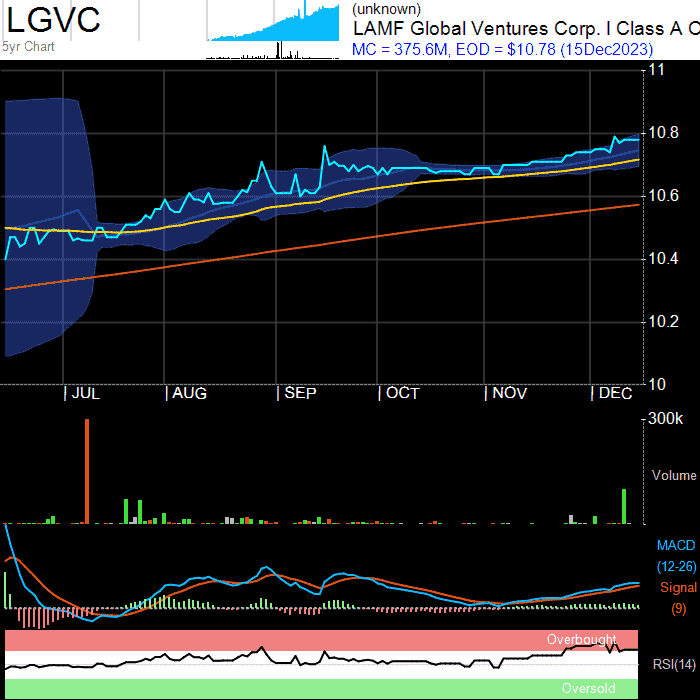 LGVC
5yr Chart
(unknown)
LAMF Global Ventures Corp. I Class A O
MC = 375.6M, EOD = $10.78 (15Dec2023)
11
10.8
10.6
10.4
10.2
10
JUL
AUG
SEP
OCT
NOV
DEC
300k
Volume
MACD
(12-26)
Signal
(9)
Overbought
RSI(14)
Oversold